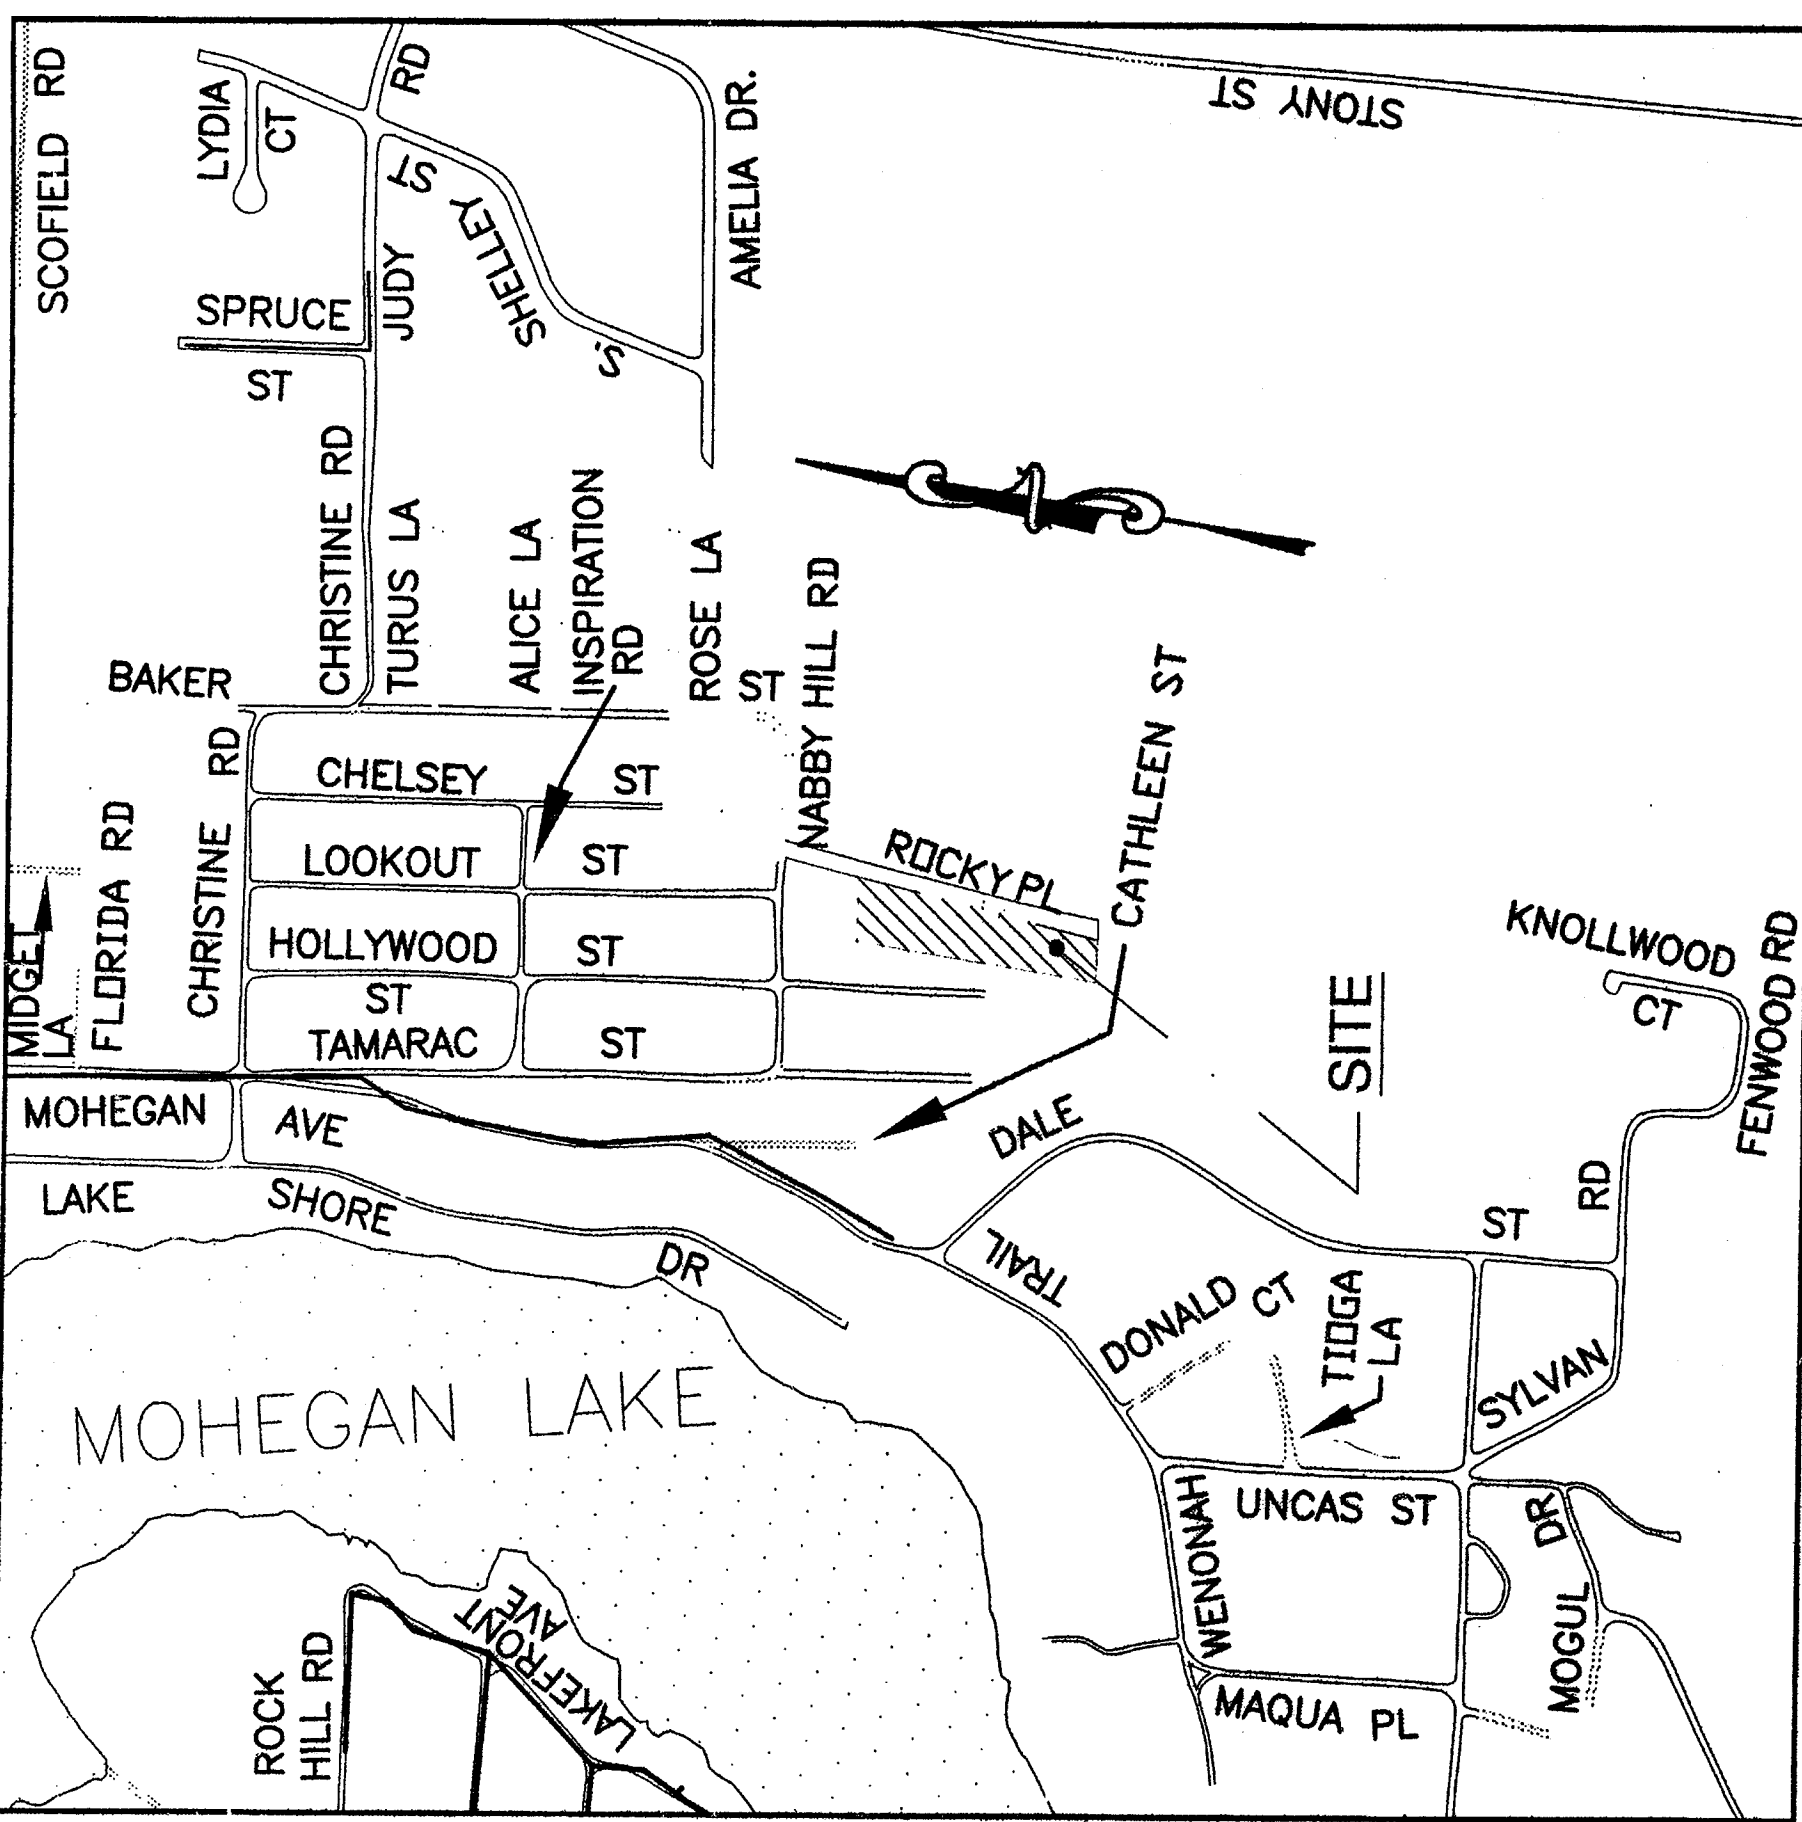 SCOFIELD RD
LYDIA
CT
RD
JUDY
ST
SHELLEY
S.
AMELIA DR.
STONY ST
SPRUCE
ST
CHRISTINE RD
TURUS LA
ALICE LA
INSPIRATION
RD
ROSE LA
NABBY HILL RD
BAKER
ST
CHRISTINE RD
FLORIDA RD
MIDGEL
LA
CHELSEY ST
LOOKOUT ST
HOLLYWOOD ST
ST
TAMARAC ST
ROCKY PL
CATHLEEN ST
SITE
KNOLLWOOD
CT
FENWOOD RD
MOHEGAN AVE
LAKE SHORE DR
DALE ST
TRAIL
DONALD CT
TIOGA
LA
SYLVAN RD
MOHEGAN LAKE
WENONAH
UNCAS ST
MOGUL DR
MAQUA PL
ROCK
HILL RD
LAKEFRONT
AVE